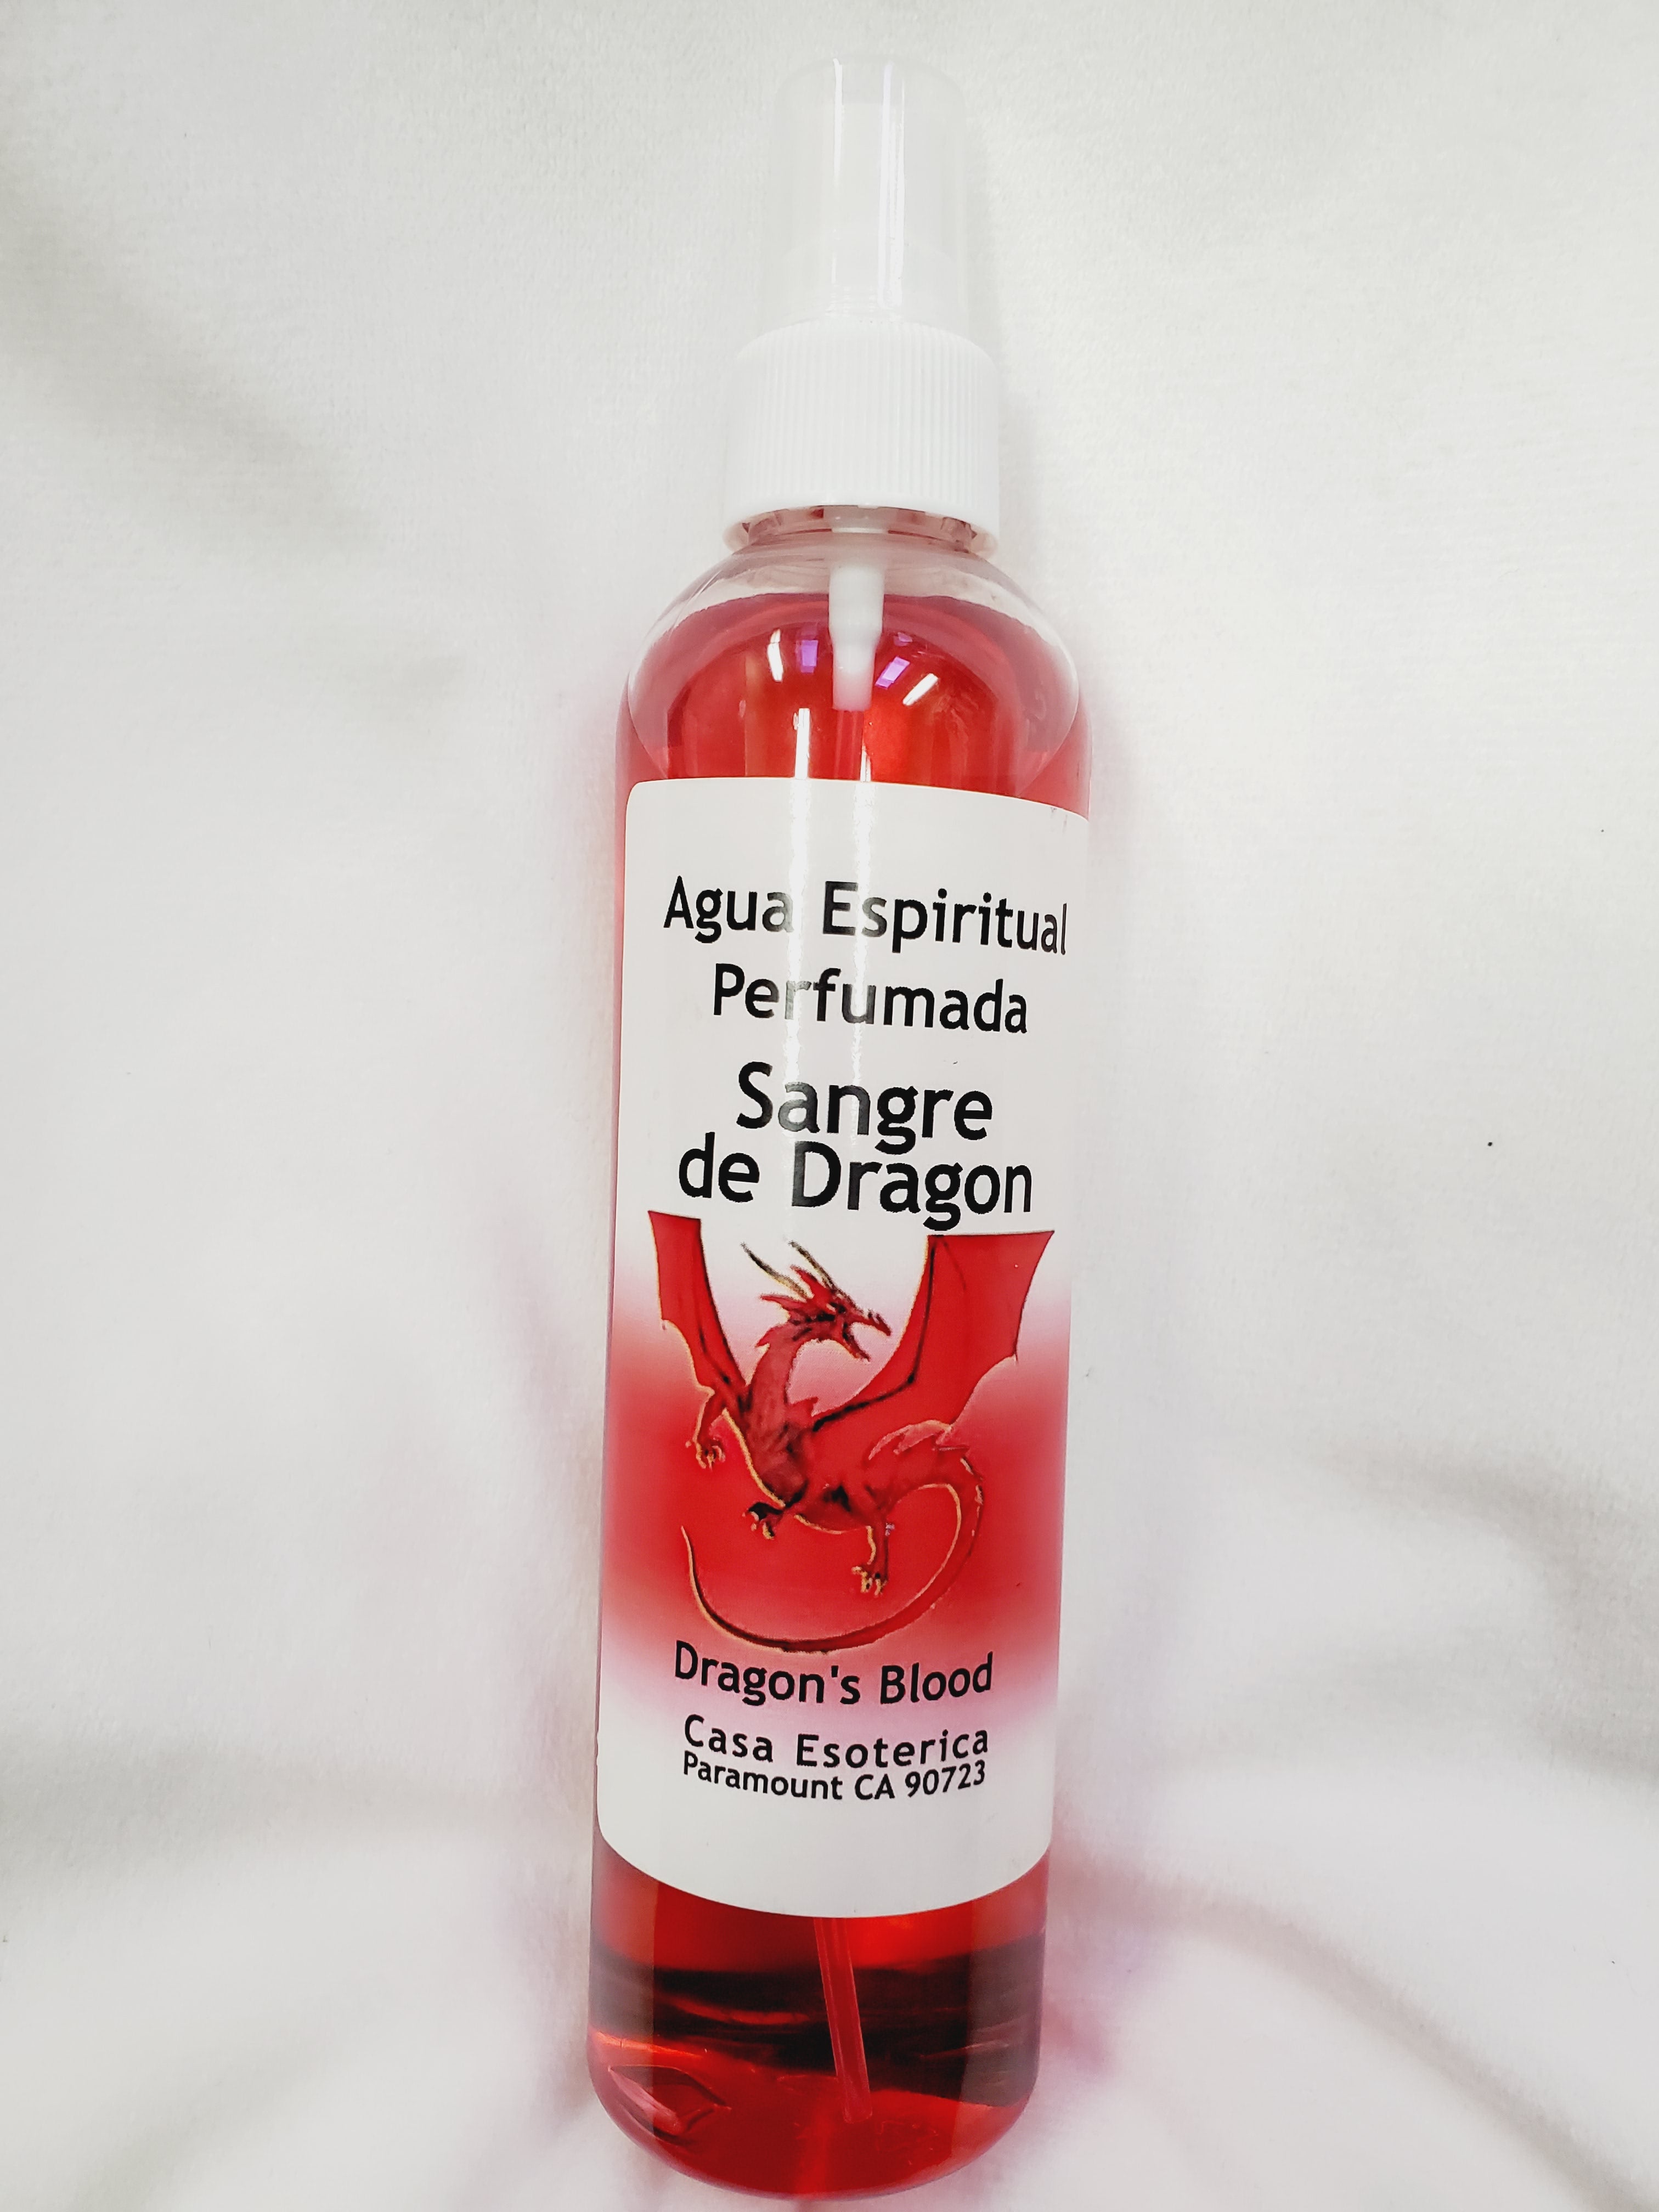 Agua Espiritual
Perfumada
Sangre
de Dragon
Dragon's Blood
Casa Esoterica
Paramount CA 90723